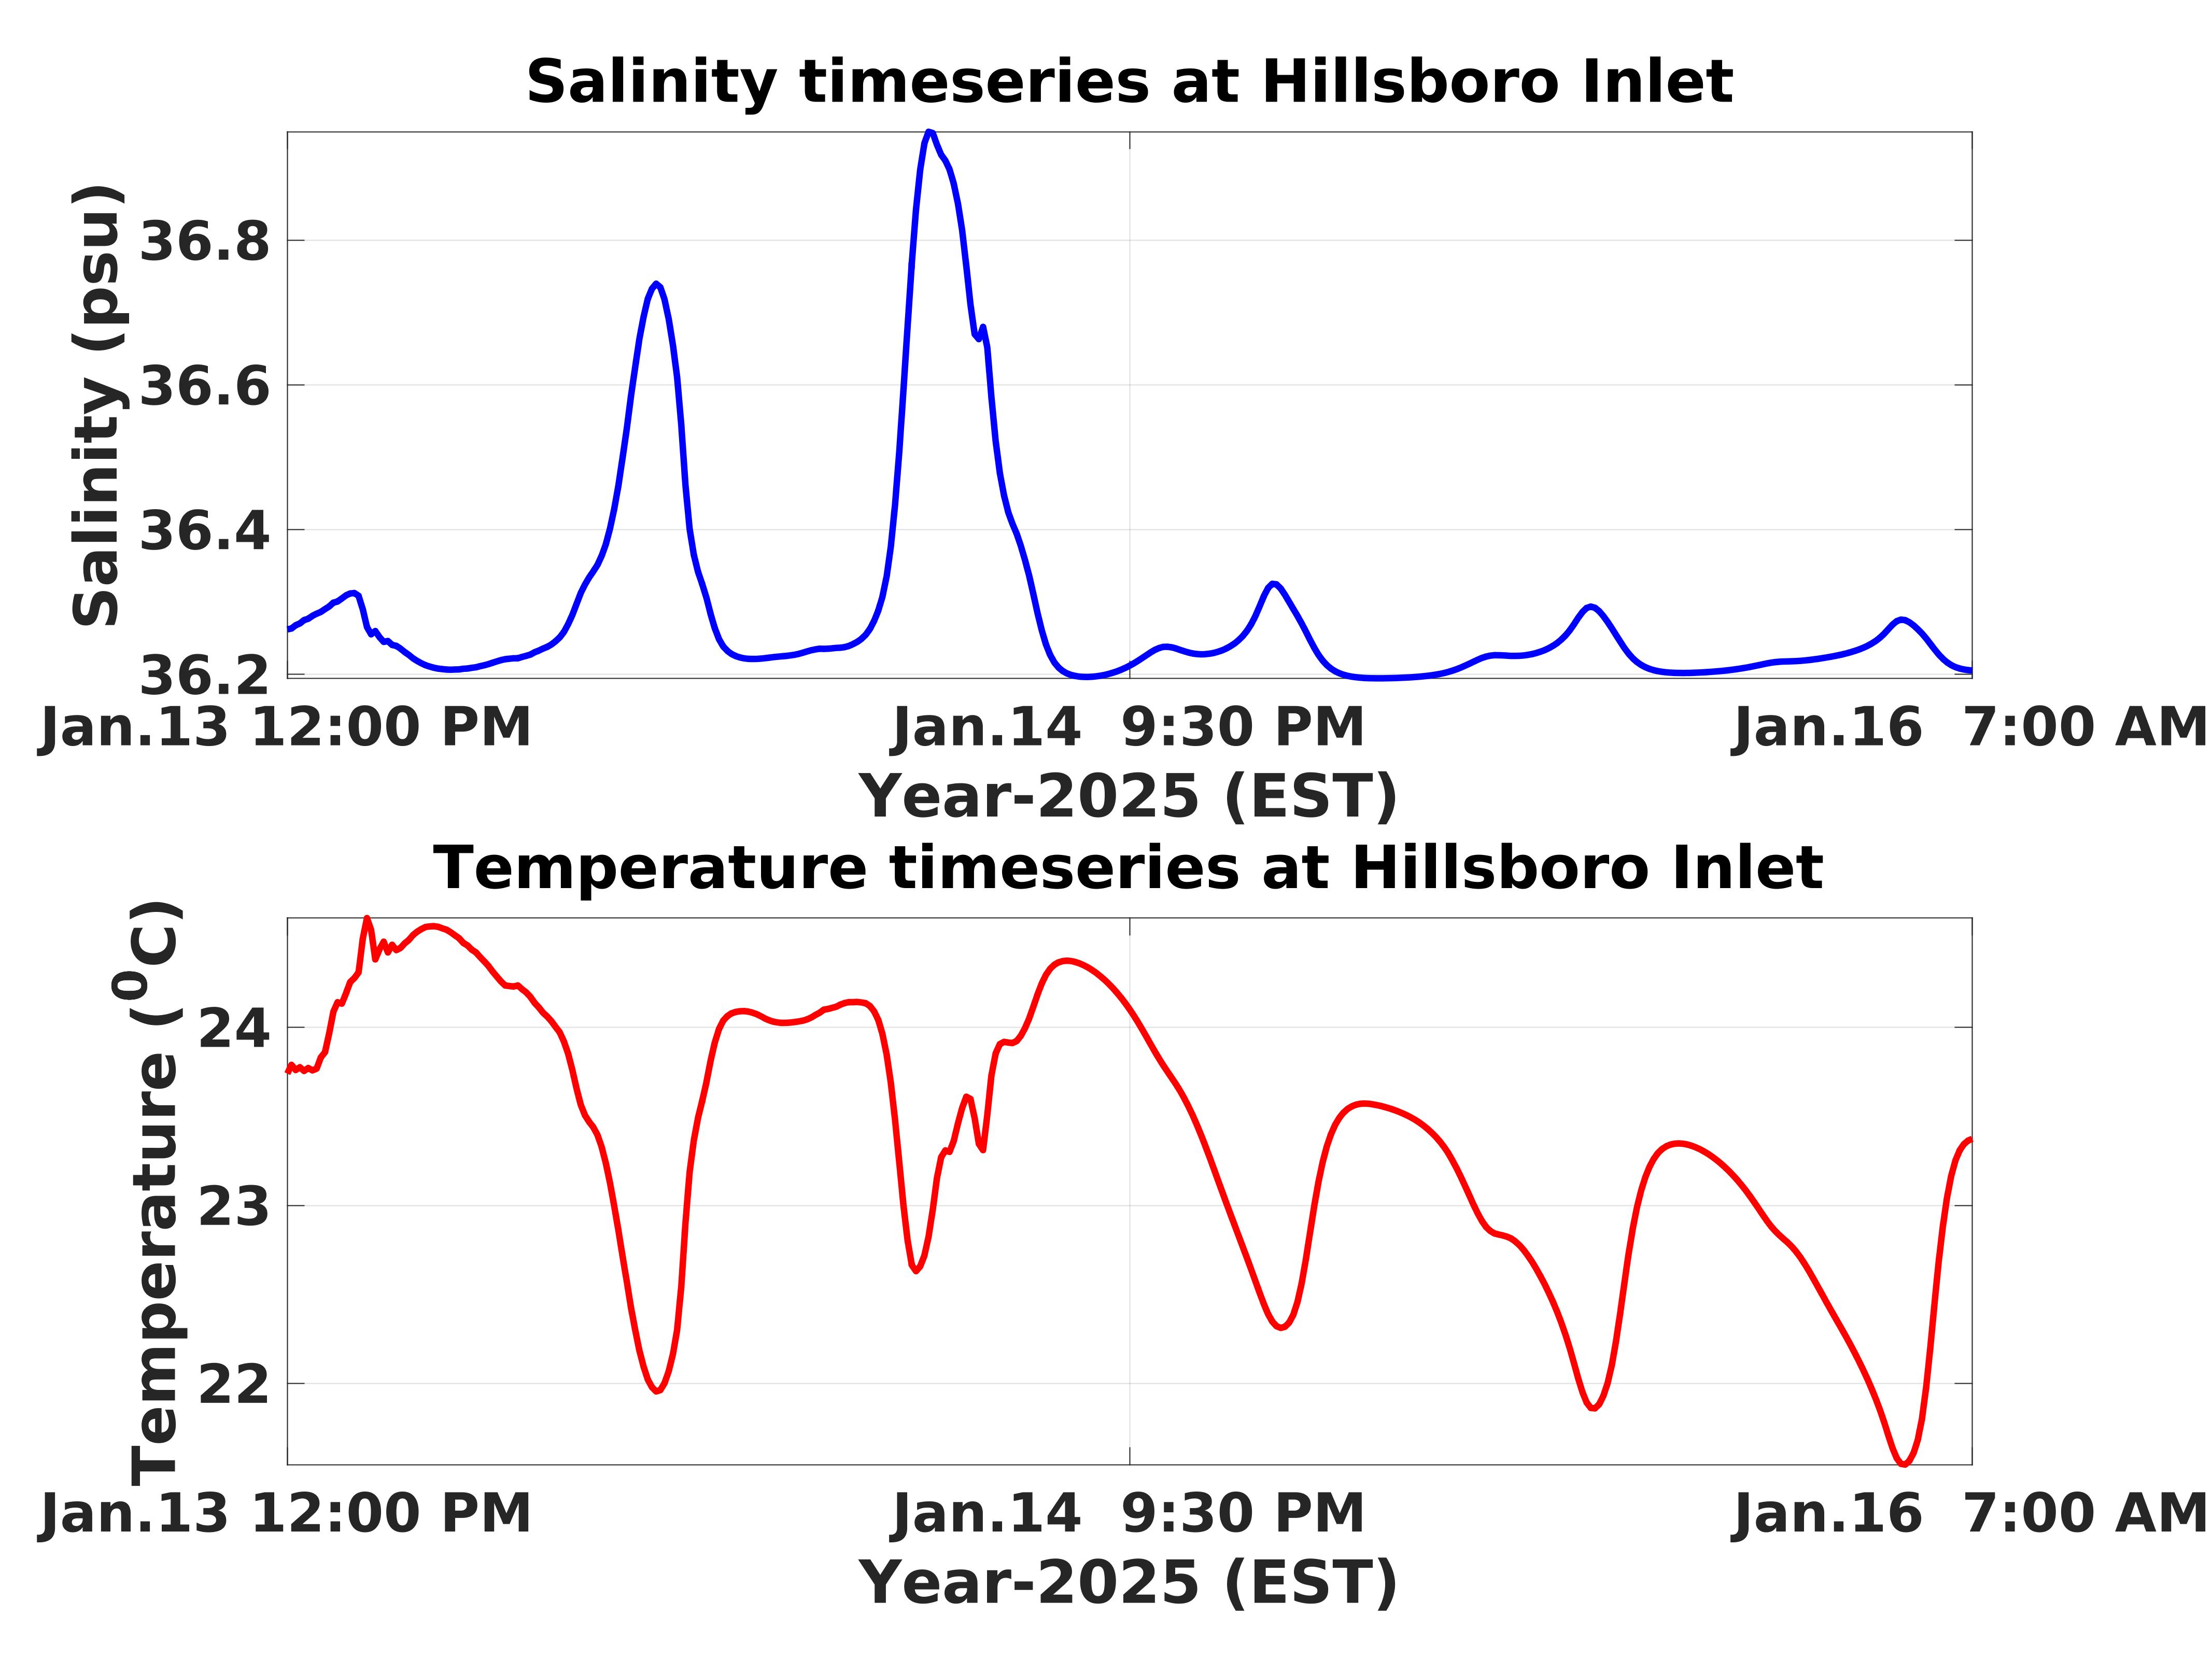 Salinity timeseries at Hillsboro Inlet
Salinity (psu)
36.8
36.6
36.4
36.2
Jan.13 12:00 PM Jan.14  9:30 PM Jan.16  7:00 AM
Year-2025 (EST)
Temperature timeseries at Hillsboro Inlet
Temperature (⁰C)
24
23
22
Jan.13 12:00 PM Jan.14  9:30 PM Jan.16  7:00 AM
Year-2025 (EST)